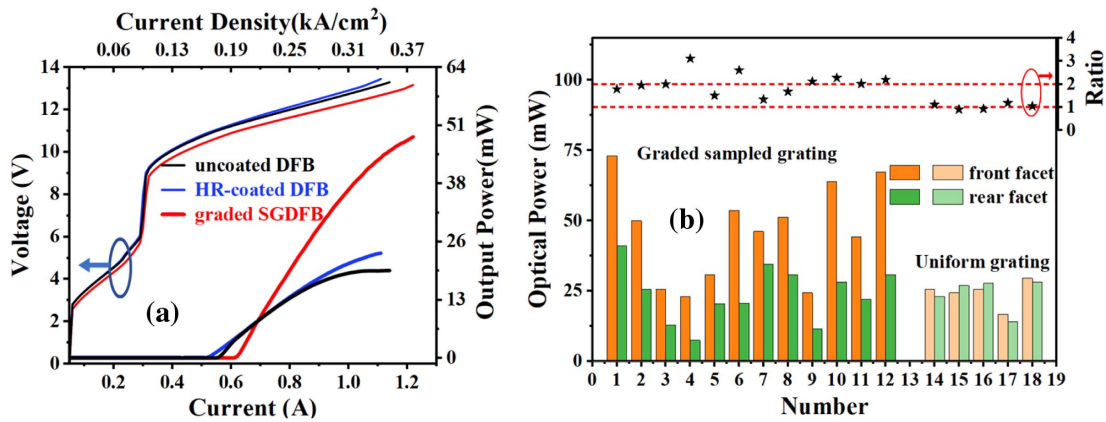 Current Density(kA/cm²)
0.06 0.13 0.19 0.25 0.31 0.37
14 12 10 8 6 4 2 0
Voltage (V)
64 51 38 26 13 0
Output Power(mW)
uncoated DFB
HR-coated DFB
graded SGDFB
(a)
0.2 0.4 0.6 0.8 1.0 1.2
Current (A)
100 75 50 25 0
Optical Power (mW)
4 3 2 1 0
Ratio
Graded sampled grating
front facet
rear facet
(b)
Uniform grating
0 1 2 3 4 5 6 7 8 9 10 11 12 13 14 15 16 17 18 19
Number